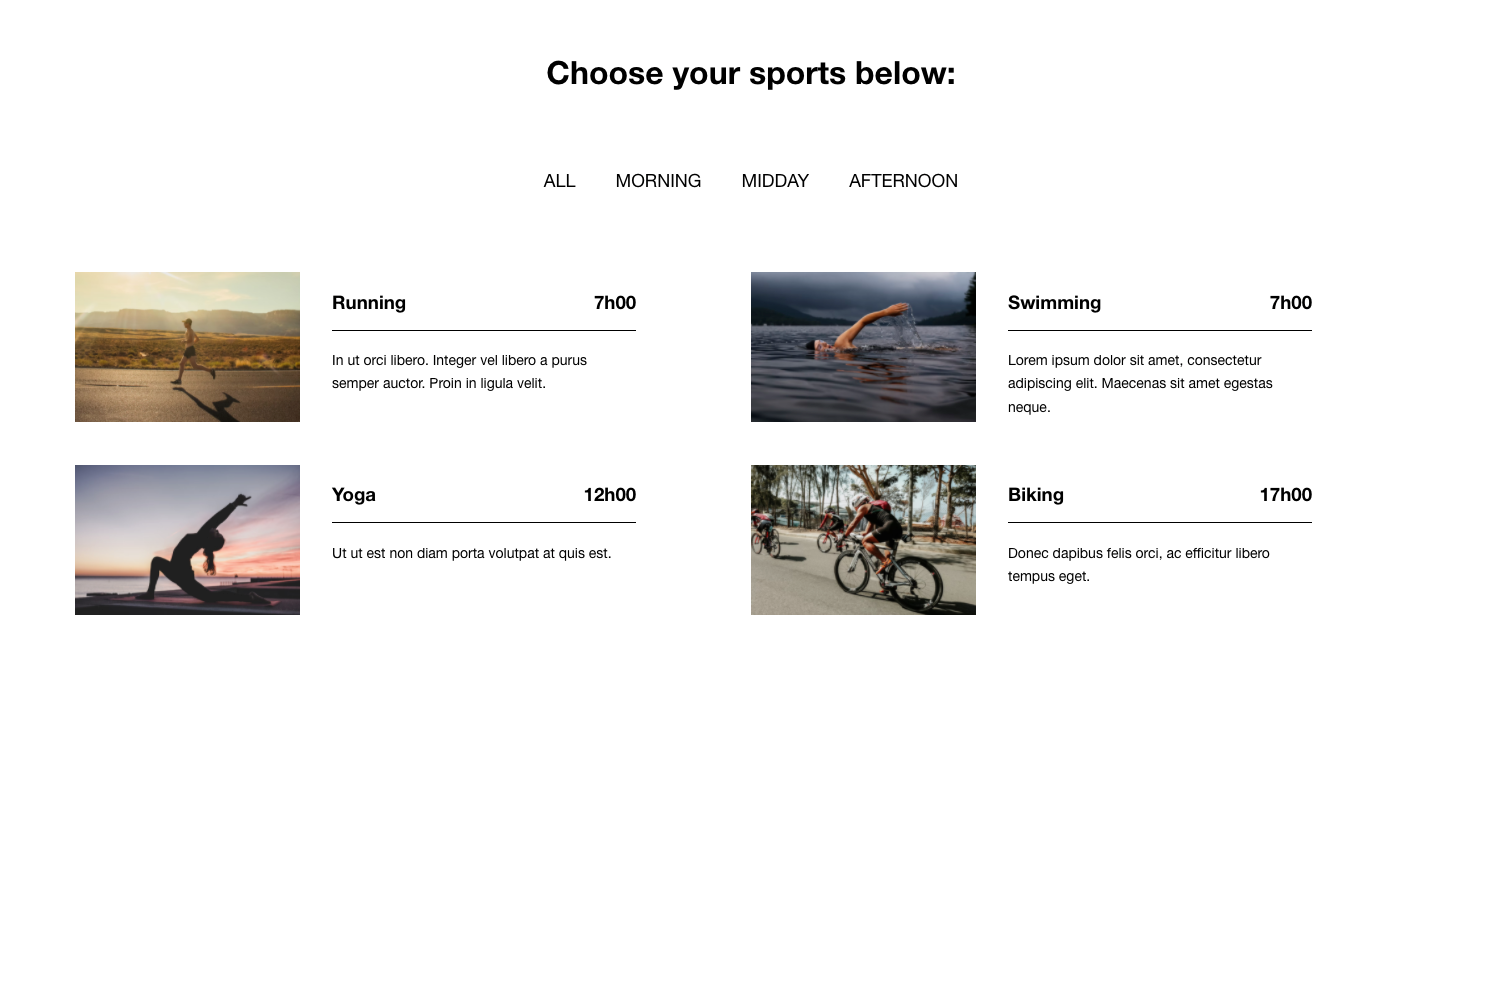 Choose your sports below:
ALL MORNING MIDDAY AFTERNOON
Running 7h00
In ut orci libero. Integer vel libero a purus
semper auctor. Proin in ligula velit.
Swimming 7h00
Lorem ipsum dolor sit amet, consectetur
adipiscing elit. Maecenas sit amet egestas
neque.
Yoga 12h00
Ut ut est non diam porta volutpat at quis est.
Biking 17h00
Donec dapibus felis orci, ac efficitur libero
tempus eget.